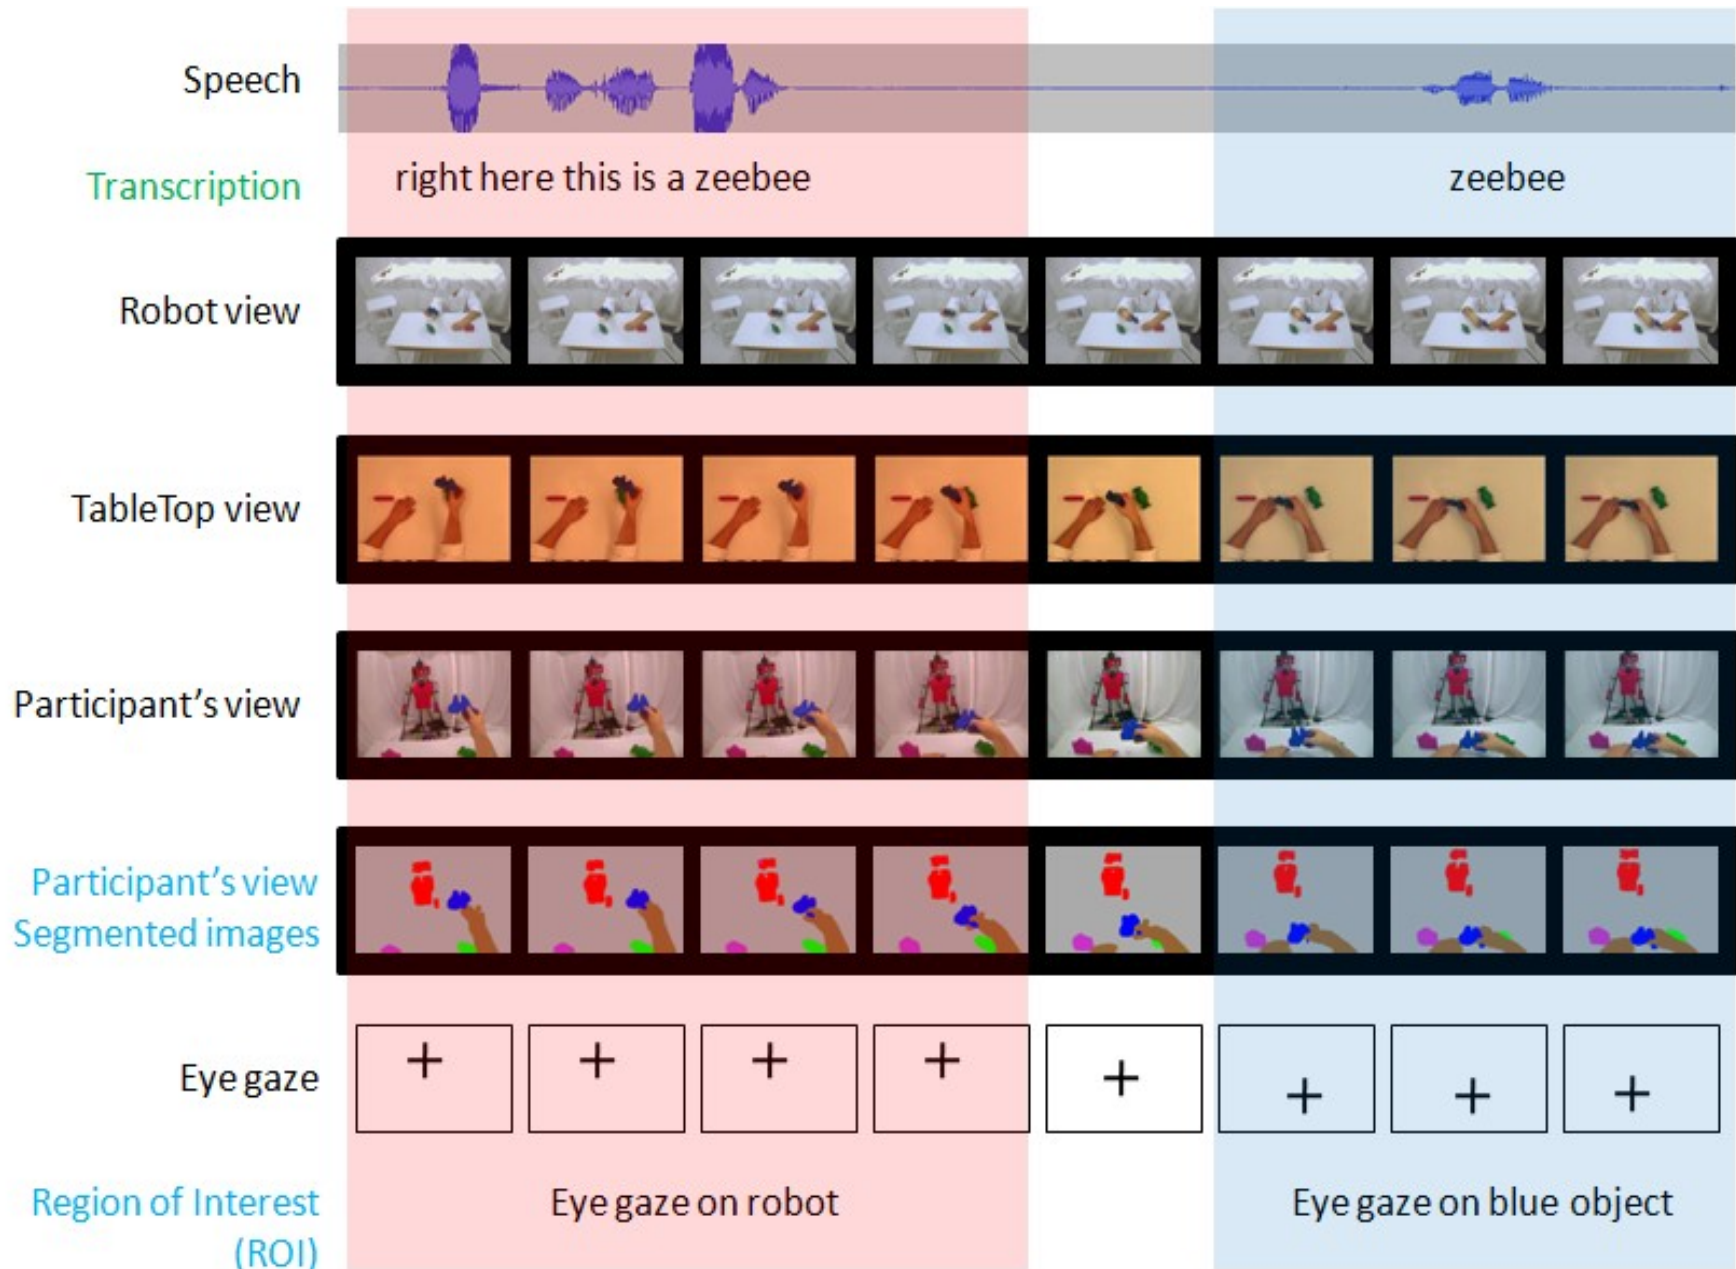 Speech
Transcription
right here this is a zeebee
zeebee
Robot view
TableTop view
Participant’s view
Participant’s view
Segmented images
Eye gaze
Region of Interest
(ROI)
Eye gaze on robot
Eye gaze on blue object